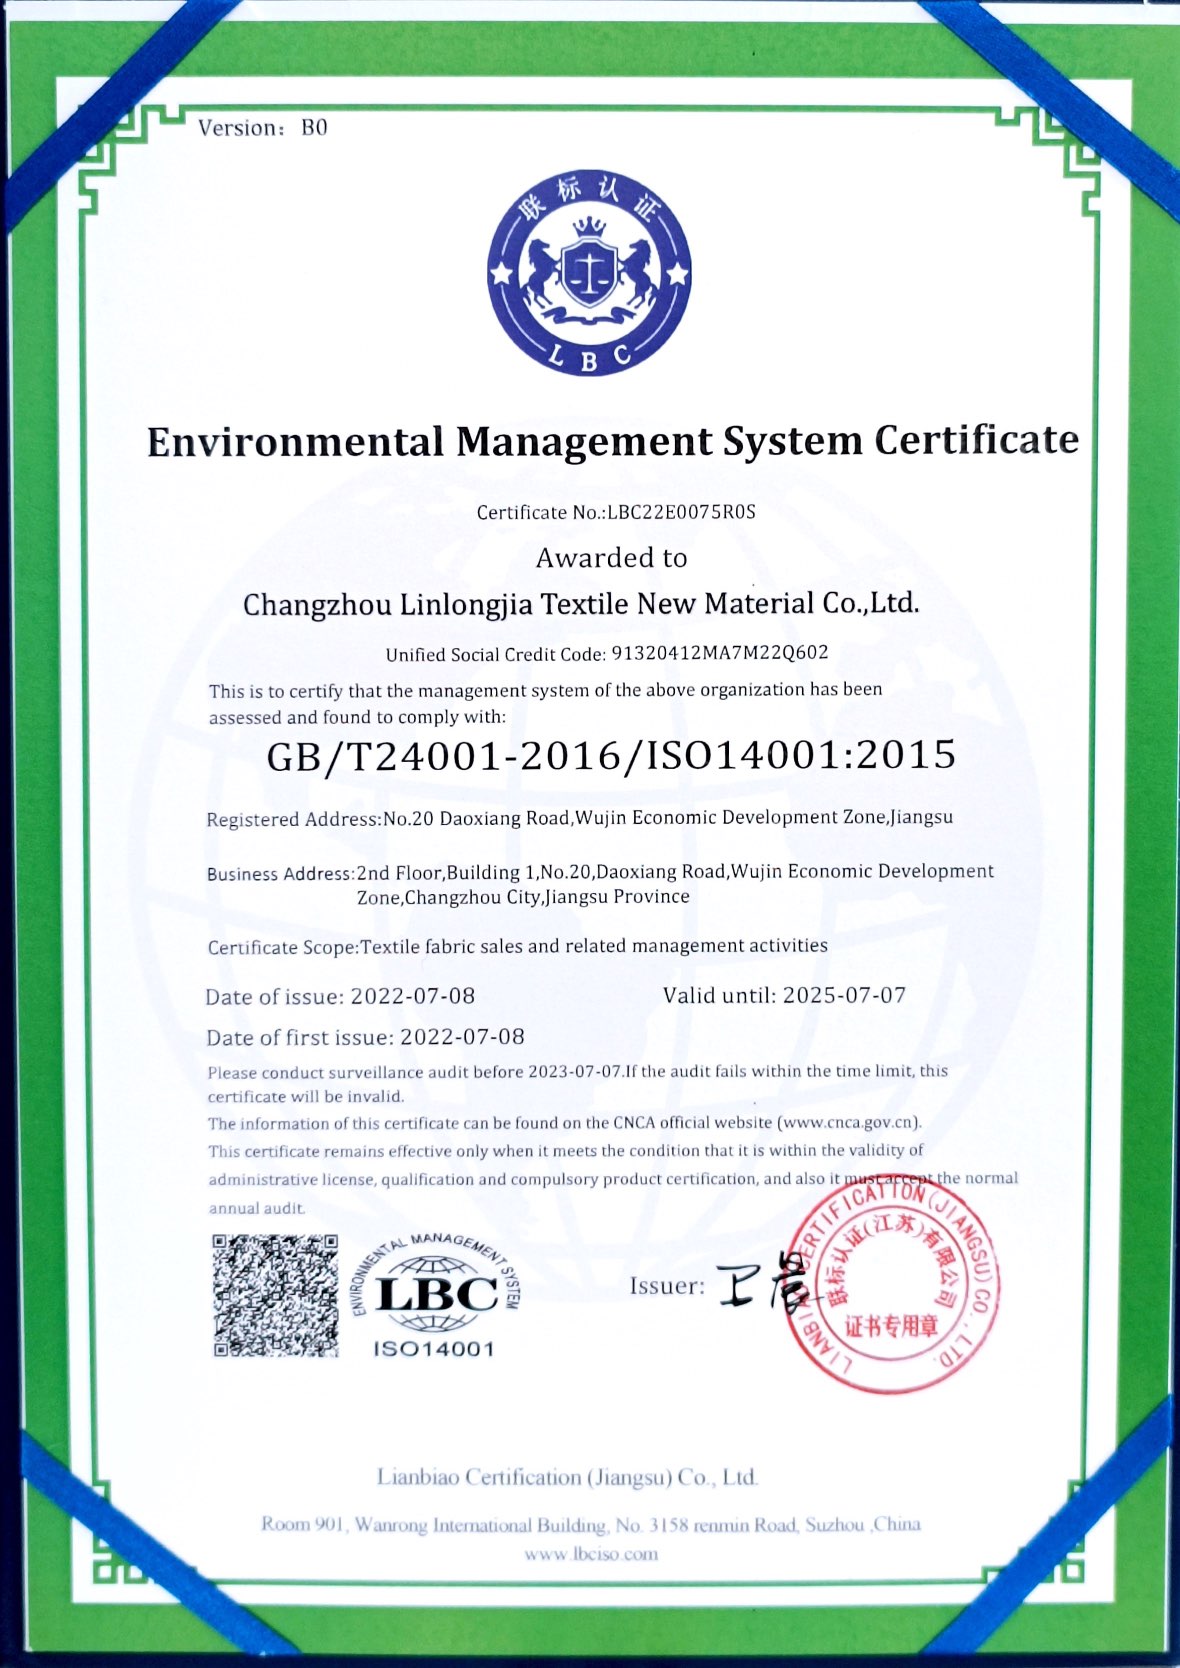 Version: B0
联标认证
LBC
Environmental Management System Certificate
Certificate No.:LBC22E0075R0S
Awarded to
Changzhou Linlongjia Textile New Material Co.,Ltd.
Unified Social Credit Code: 91320412MA7M22Q602
This is to certify that the management system of the above organization has been
assessed and found to comply with:
GB/T24001-2016/ISO14001:2015
Registered Address:No.20 Daoxiang Road,Wujin Economic Development Zone,Jiangsu
Business Address:2nd Floor,Building 1,No.20,Daoxiang Road,Wujin Economic Development
Zone,Changzhou City,Jiangsu Province
Certificate Scope:Textile fabric sales and related management activities
Date of issue: 2022-07-08 Valid until: 2025-07-07
Date of first issue: 2022-07-08
Please conduct surveillance audit before 2023-07-07.If the audit fails within the time limit, this
certificate will be invalid.
The information of this certificate can be found on the CNCA official website (www.cnca.gov.cn).
This certificate remains effective only when it meets the condition that it is within the validity of
administrative license, qualification and compulsory product certification, and also it must accept the normal
annual audit.
ENVIRONMENTAL MANAGEMENT SYSTEM
LBC
ISO14001
Issuer:
LIANBIAO CERTIFICATION (JIANGSU) CO., LTD.
联标认证(江苏)有限公司
证书专用章
Lianbiao Certification (Jiangsu) Co., Ltd.
Room 901, Wanrong International Building, No. 3158 renmin Road, Suzhou ,China
www.lbciso.com